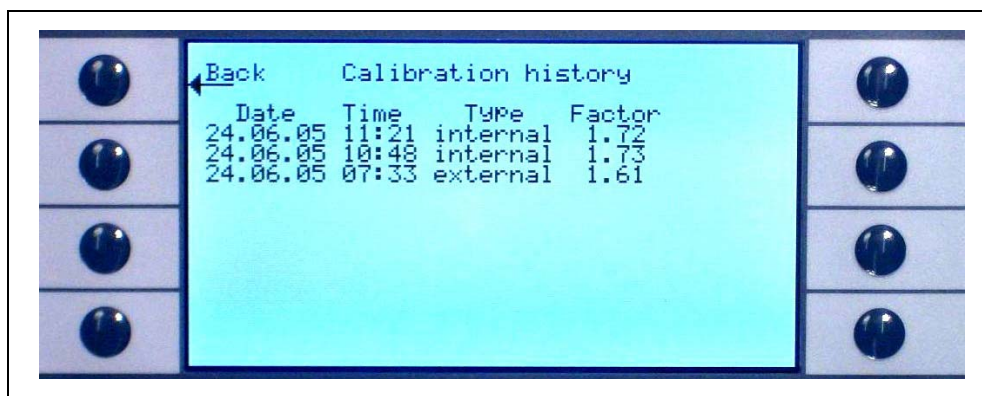 Back Calibration history
Date Time Type Factor
24.06.05 11:21 internal 1.72
24.06.05 10:48 internal 1.73
24.06.05 07:33 external 1.61